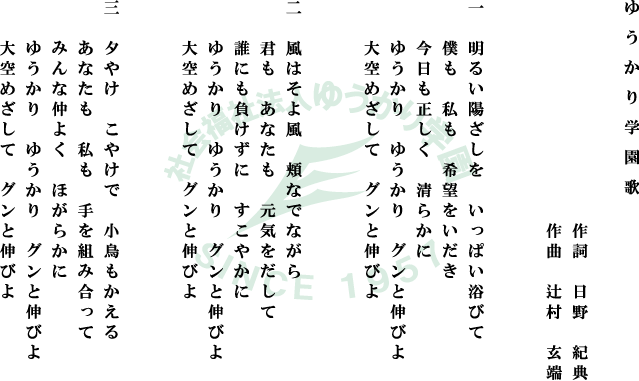 ゆうかり学園歌
作詞　日野　紀典
作曲　辻村　玄端
一　明るい陽ざしを　いっぱい浴びて
僕も　私も　希望をいだき
今日も正しく　清らかに
ゆうかり　ゆうかり　グンと伸びよ
大空めざして　グンと伸びよ
二　風はそよ風　頬なでながら
君も　あなたも　元気をだして
誰にも負けずに　すこやかに
ゆうかり　ゆうかり　グンと伸びよ
大空めざして　グンと伸びよ
三　夕やけ　こやけで　小鳥もかえる
あなたも　私も　手を組み合って
みんな仲よく　ほがらかに
ゆうかり　ゆうかり　グンと伸びよ
大空めざして　グンと伸びよ
社会福祉法人ゆうかり学園
SINCE 1957